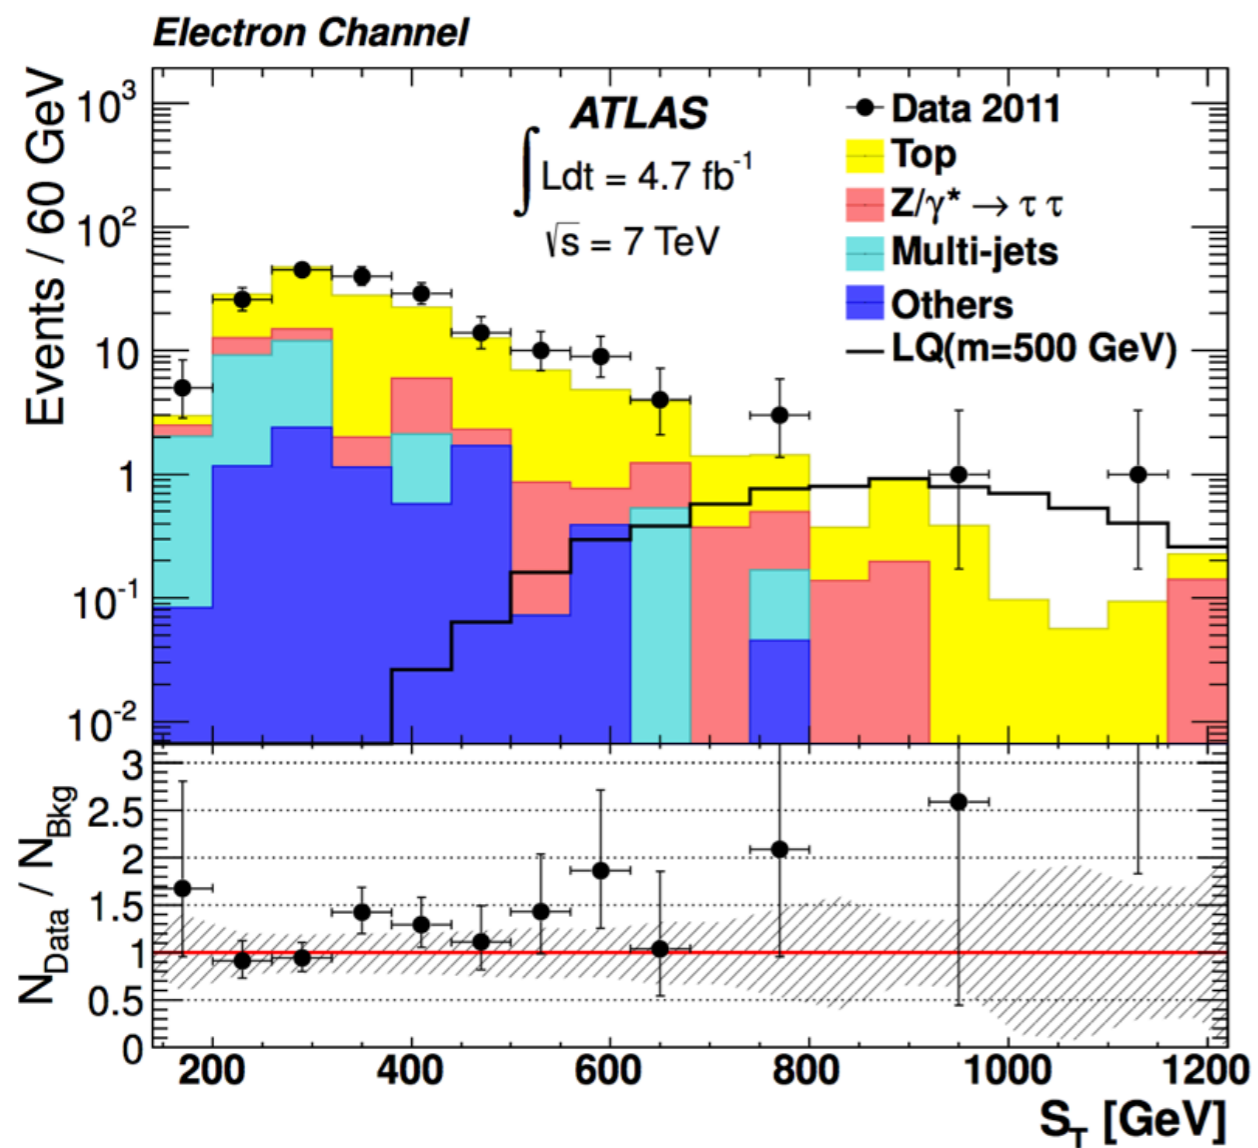 Electron Channel
Events / 60 GeV
10³
10²
10
1
10⁻¹
10⁻²
ATLAS
∫ Ldt = 4.7 fb⁻¹
√s = 7 TeV
Data 2011
Top
Z/γ* → τ τ
Multi-jets
Others
LQ(m=500 GeV)
N_Data / N_Bkg
3
2.5
2
1.5
1
0.5
0
200 400 600 800 1000 1200
S_T [GeV]